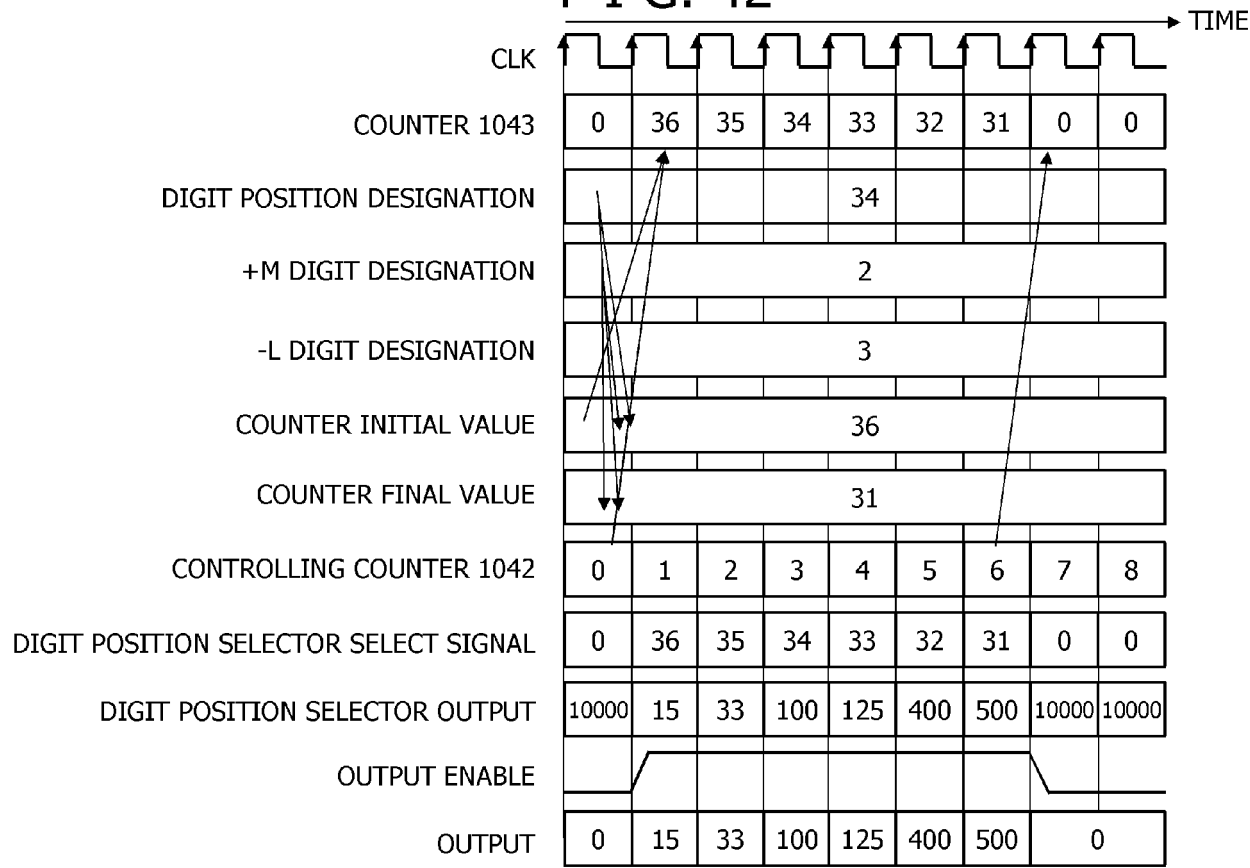 FIG. 42
TIME
CLK
COUNTER 1043 0 36 35 34 33 32 31 0 0
DIGIT POSITION DESIGNATION 34
+M DIGIT DESIGNATION 2
-L DIGIT DESIGNATION 3
COUNTER INITIAL VALUE 36
COUNTER FINAL VALUE 31
CONTROLLING COUNTER 1042 0 1 2 3 4 5 6 7 8
DIGIT POSITION SELECTOR SELECT SIGNAL 0 36 35 34 33 32 31 0 0
DIGIT POSITION SELECTOR OUTPUT 10000 15 33 100 125 400 500 10000 10000
OUTPUT ENABLE
OUTPUT 0 15 33 100 125 400 500 0